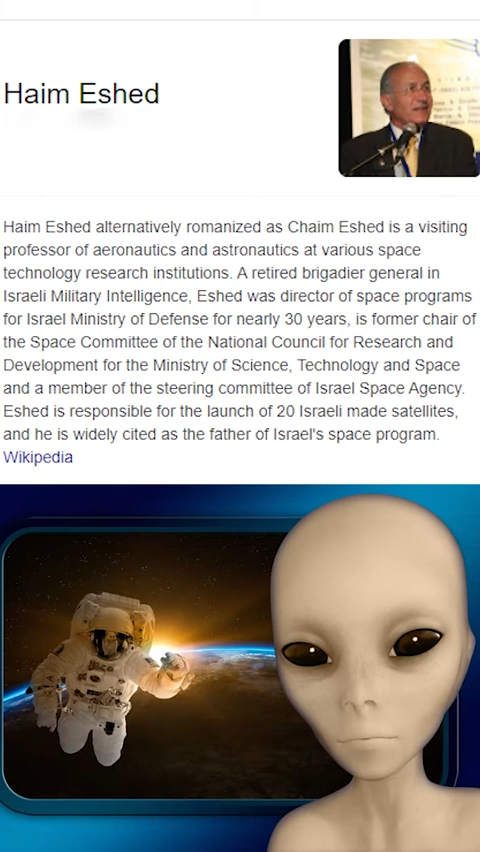 Haim Eshed
Haim Eshed alternatively romanized as Chaim Eshed is a visiting
professor of aeronautics and astronautics at various space
technology research institutions. A retired brigadier general in
Israeli Military Intelligence, Eshed was director of space programs
for Israel Ministry of Defense for nearly 30 years, is former chair of
the Space Committee of the National Council for Research and
Development for the Ministry of Science, Technology and Space
and a member of the steering committee of Israel Space Agency.
Eshed is responsible for the launch of 20 Israeli made satellites,
and he is widely cited as the father of Israel's space program.
Wikipedia